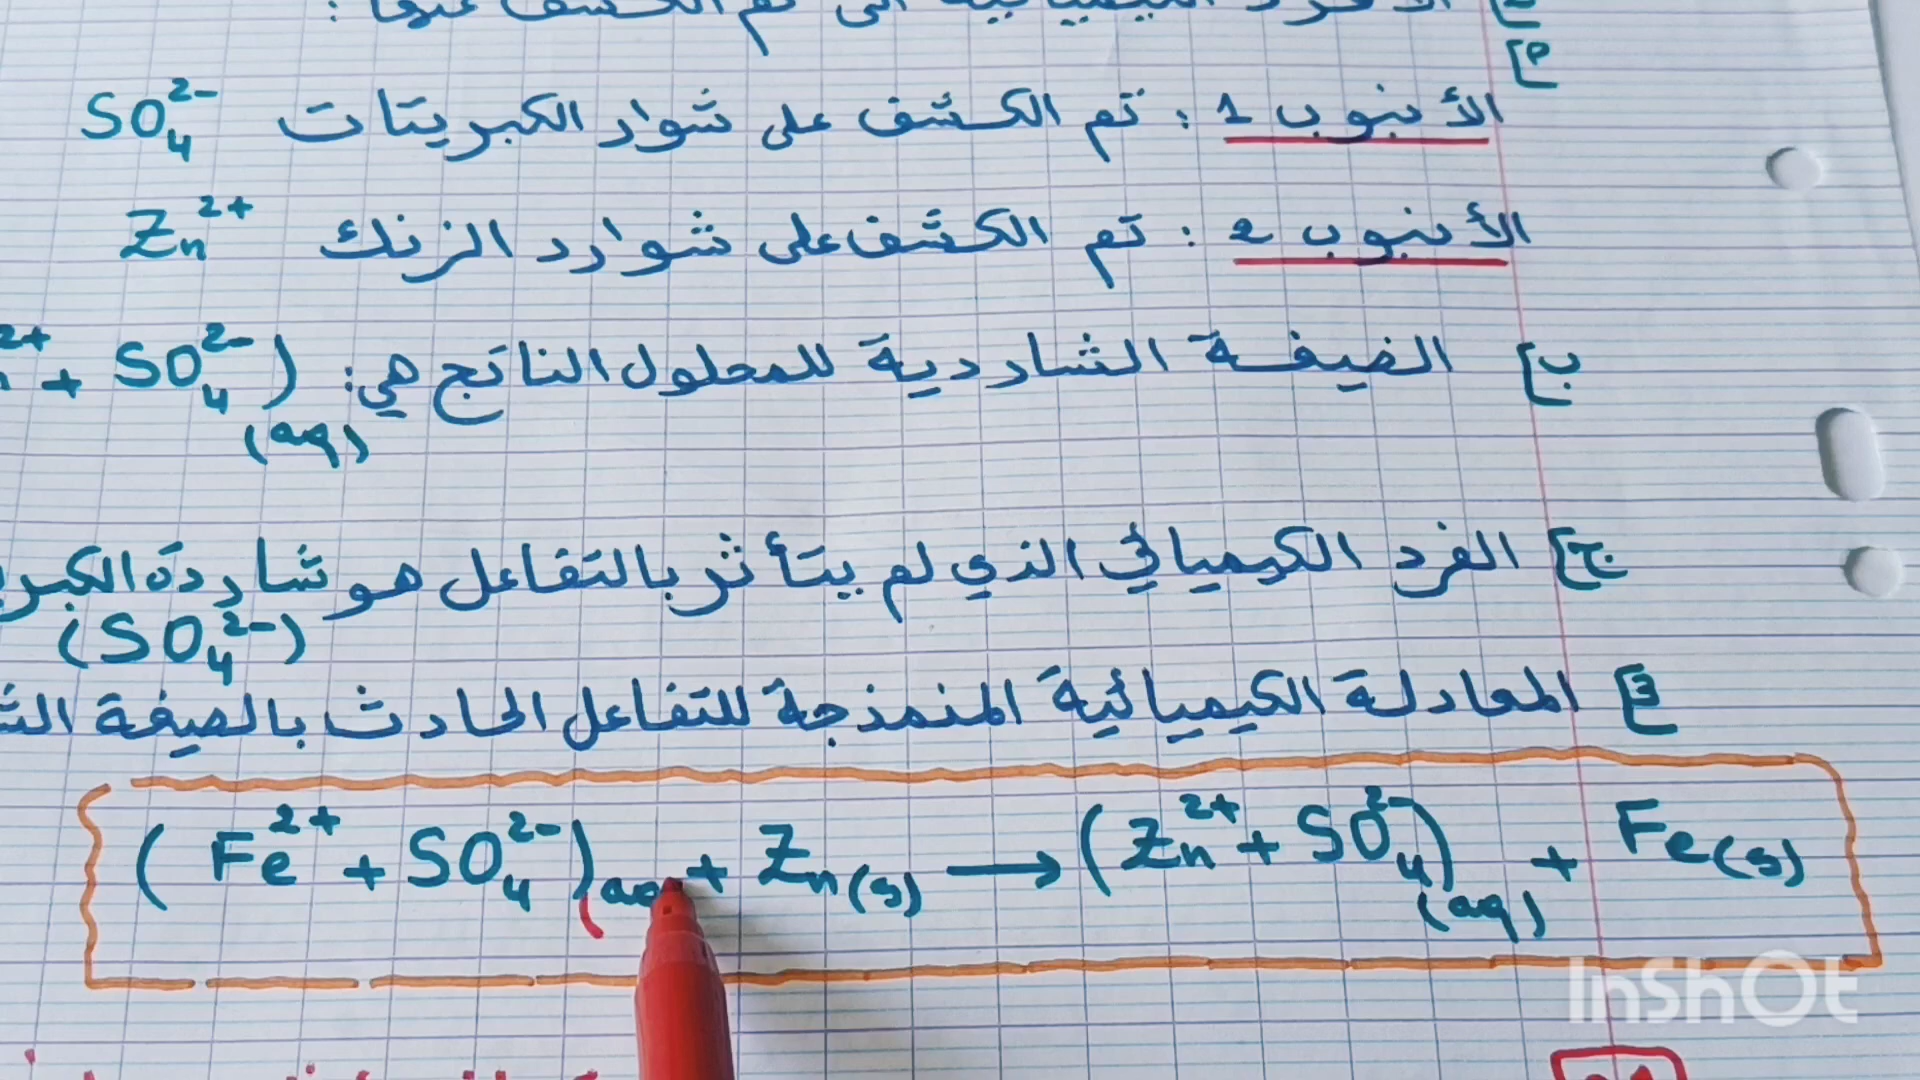 أ]
الأنبوب 1 : تم الكشف على شوارد الكبريتات SO₄²⁻
الأنبوب 2 : تم الكشف على شوارد الزنك Zn²⁺
ب] الصيغة الشاردية للمحلول الناتج هي: + SO₄²⁻)(aq)
ج] الفرد الكيميائي الذي لم يتأثر بالتفاعل هو شاردة
(SO₄²⁻)
3] المعادلة الكيميائية المنمذجة للتفاعل الحادث بالصيغة
(Fe²⁺ + SO₄²⁻)(aq + Zn(s) → (Zn²⁺ + SO₄²⁻)(aq) + Fe(s)
InShOt